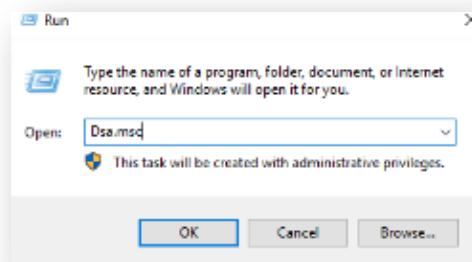 Run
Type the name of a program, folder, document, or Internet
resource, and Windows will open it for you.
Open:
Dsa.msc
This task will be created with administrative privileges.
OK
Cancel
Browse...